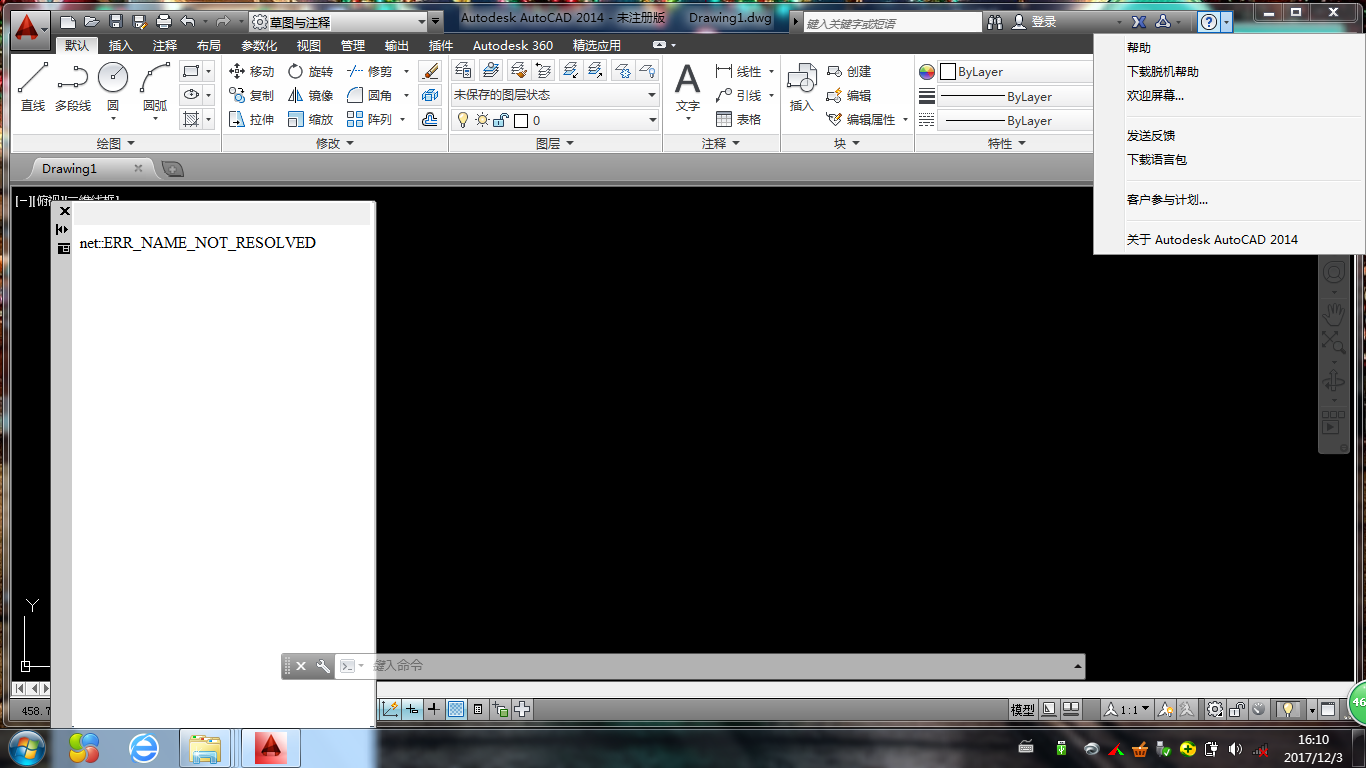 草图与注释
Autodesk AutoCAD 2014 - 未注册版 Drawing1.dwg
键入关键字或短语
登录
默认 插入 注释 布局 参数化 视图 管理 输出 插件 Autodesk 360 精选应用
直线 多段线 圆 圆弧
移动 旋转 修剪
复制 镜像 圆角
拉伸 缩放 阵列
未保存的图层状态
0
A
文字
线性
引线
表格
插入
创建
编辑
编辑属性
ByLayer
ByLayer
ByLayer
绘图 修改 图层 注释 块 特性
帮助
下载脱机帮助
欢迎屏幕...
发送反馈
下载语言包
客户参与计划...
关于 Autodesk AutoCAD 2014
Drawing1
net::ERR_NAME_NOT_RESOLVED
Y
键入命令
458.7
模型
1:1
46
16:10
2017/12/3